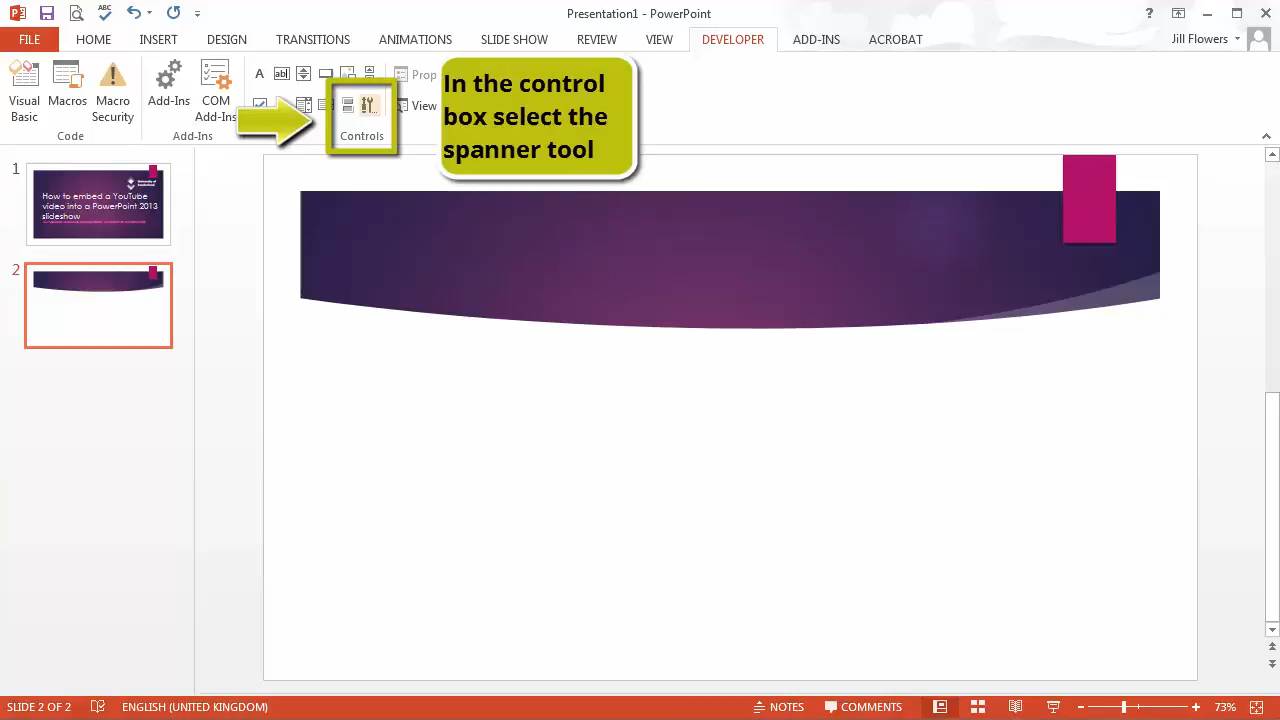 Presentation1 - PowerPoint
FILE HOME INSERT DESIGN TRANSITIONS ANIMATIONS SLIDE SHOW REVIEW VIEW DEVELOPER ADD-INS ACROBAT Jill Flowers
Visual Basic
Macros
Macro Security
Code
Add-Ins
COM Add-Ins
Add-Ins
A
ab
Prop
View
Controls
In the control
box select the
spanner tool
1
How to embed a YouTube
video into a PowerPoint 2013
slideshow
2
SLIDE 2 OF 2 ENGLISH (UNITED KINGDOM) NOTES COMMENTS 73%